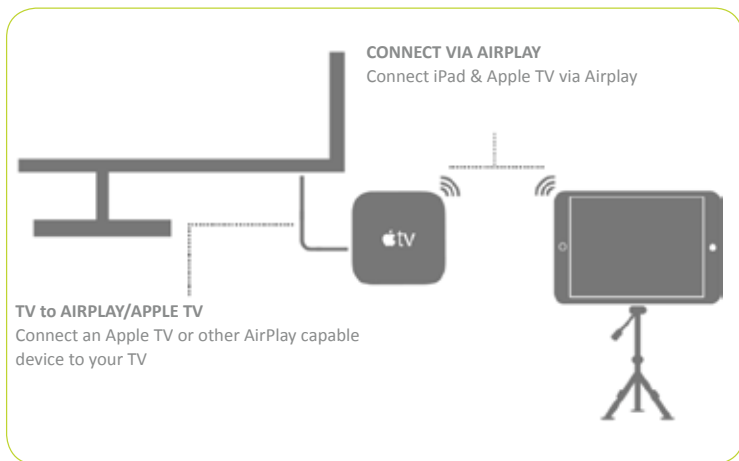 CONNECT VIA AIRPLAY
Connect iPad & Apple TV via Airplay
tv
TV to AIRPLAY/APPLE TV
Connect an Apple TV or other AirPlay capable
device to your TV